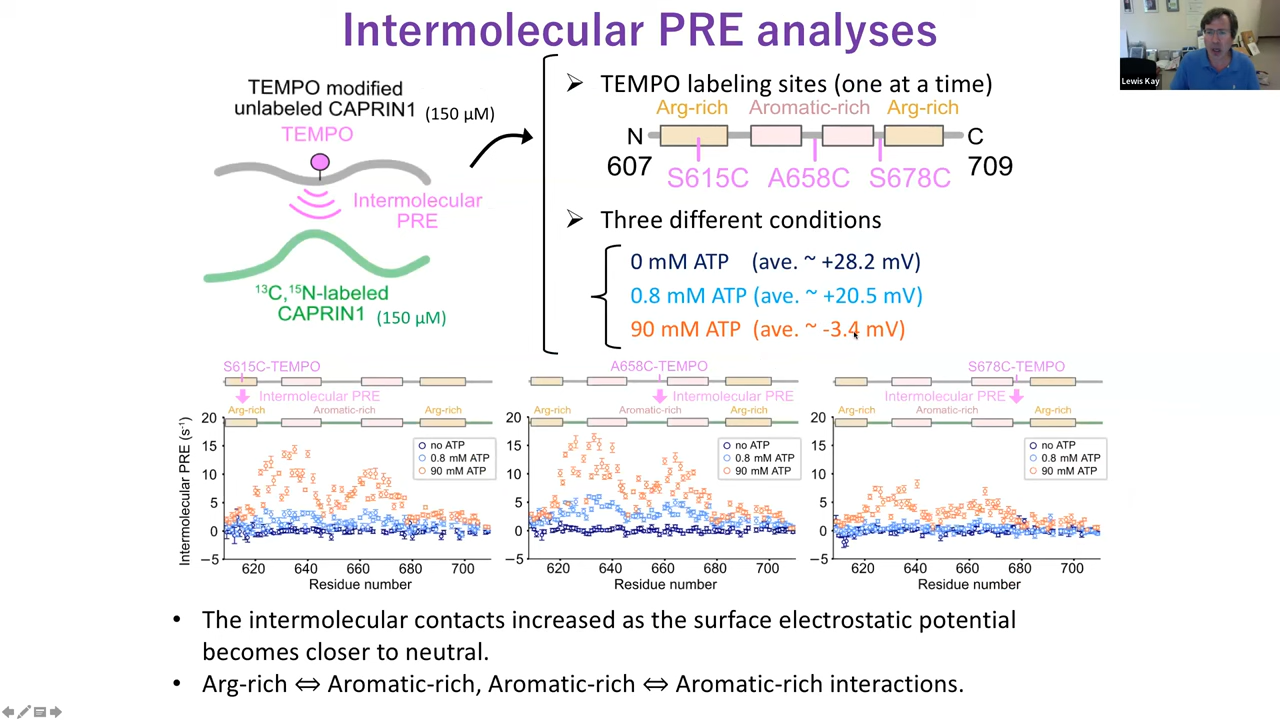 Intermolecular PRE analyses
Lewis Kay
TEMPO modified
unlabeled CAPRIN1 (150 µM)
TEMPO
Intermolecular
PRE
¹³C,¹⁵N-labeled
CAPRIN1 (150 µM)
➢ TEMPO labeling sites (one at a time)
Arg-rich Aromatic-rich Arg-rich
N C
607 709
S615C A658C S678C
➢ Three different conditions
0 mM ATP (ave. ~ +28.2 mV)
0.8 mM ATP (ave. ~ +20.5 mV)
90 mM ATP (ave. ~ -3.4 mV)
S615C-TEMPO
Intermolecular PRE
Arg-rich Aromatic-rich Arg-rich
Intermolecular PRE (s⁻¹)
20
15
10
5
0
−5
no ATP
0.8 mM ATP
90 mM ATP
620 640 660 680 700
Residue number
A658C-TEMPO
Intermolecular PRE
Arg-rich Aromatic-rich Arg-rich
20
15
10
5
0
−5
no ATP
0.8 mM ATP
90 mM ATP
620 640 660 680 700
Residue number
S678C-TEMPO
Intermolecular PRE
Arg-rich Aromatic-rich Arg-rich
20
15
10
5
0
−5
no ATP
0.8 mM ATP
90 mM ATP
620 640 660 680 700
Residue number
• The intermolecular contacts increased as the surface electrostatic potential
becomes closer to neutral.
• Arg-rich ⇔ Aromatic-rich, Aromatic-rich ⇔ Aromatic-rich interactions.